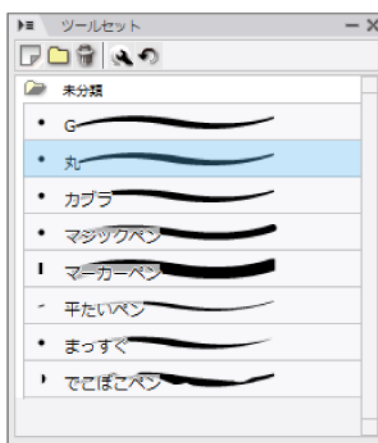 ツールセット
未分類
G
丸
カブラ
マジックペン
マーカーペン
平たいペン
まっすぐ
でこぼこペン